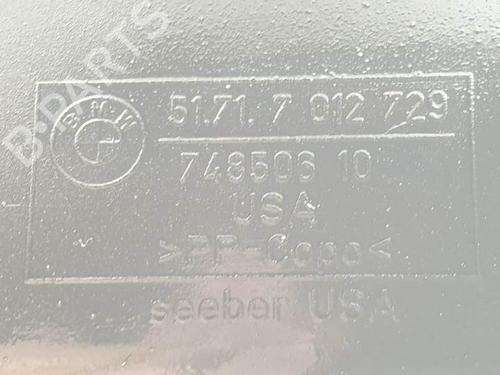 B-PARTS
BMW
51.71.7 012 729
748506 10
USA
>PP-Copo<
seeber USA